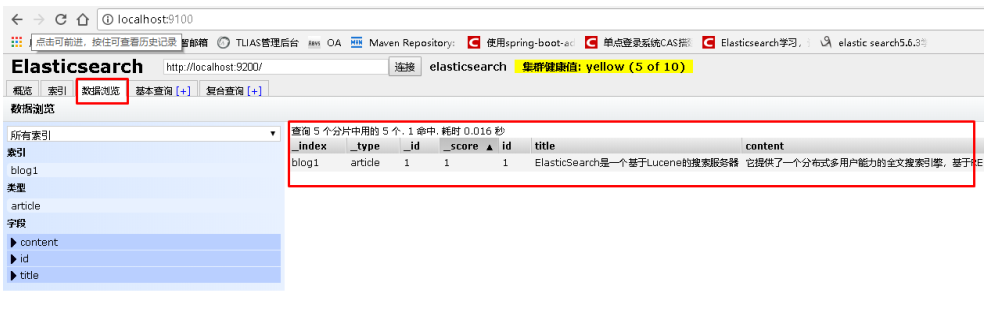 localhost:9100
点击可前进，按住可查看历史记录 智邮箱 TLIAS管理后台 OA Maven Repository: 使用spring-boot-ad 单点登录系统CAS搭 Elasticsearch学习, elastic search5.6.3
Elasticsearch http://localhost:9200/ 连接 elasticsearch 集群健康值: yellow (5 of 10)
概览 索引 数据浏览 基本查询 [+] 复合查询 [+]
数据浏览
所有索引
索引
blog1
类型
article
字段
content
id
title
查询 5 个分片中用的 5 个. 1 命中. 耗时 0.016 秒
_index _type _id _score ▲ id title content
blog1 article 1 1 1 ElasticSearch是一个基于Lucene的搜索服务器 它提供了一个分布式多用户能力的全文搜索引擎，基于RE